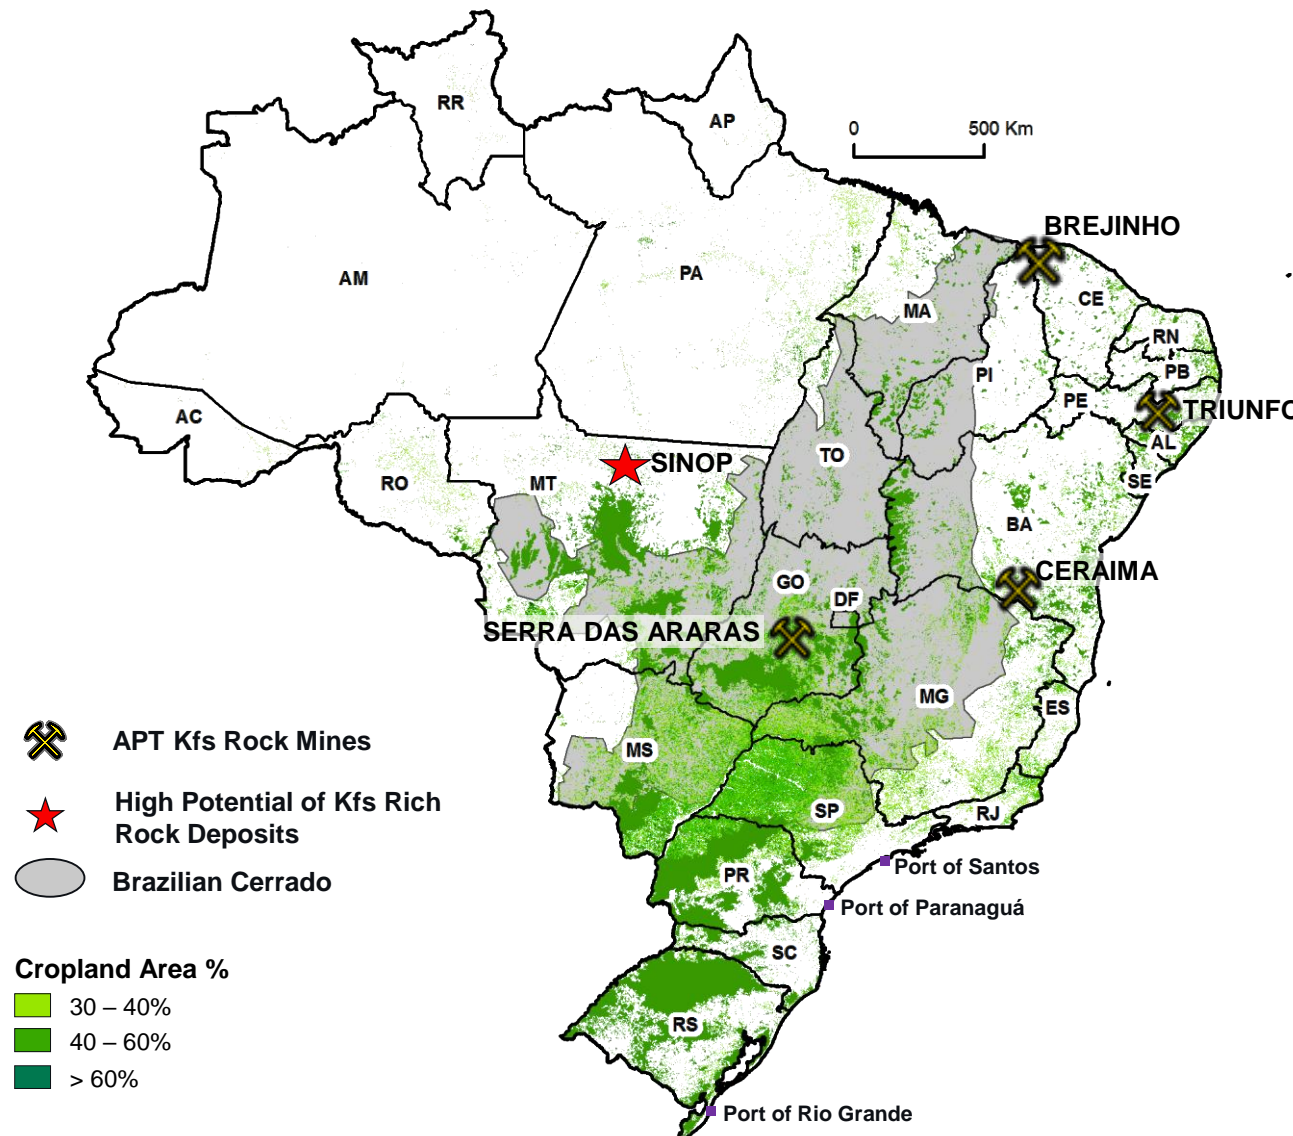 RR
AP
0 500 Km
BREJINHO
AM
PA
CE
MA
RN
PB
PI
PE
TRIUNFO
AC
AL
TO
SINOP
RO
MT
SE
BA
CERAIMA
GO
DF
SERRA DAS ARARAS
MG
ES
APT Kfs Rock Mines
MS
High Potential of Kfs Rich
Rock Deposits
SP
RJ
Port of Santos
Brazilian Cerrado
PR
Port of Paranaguá
SC
Cropland Area %
30 – 40%
RS
40 – 60%
> 60%
Port of Rio Grande